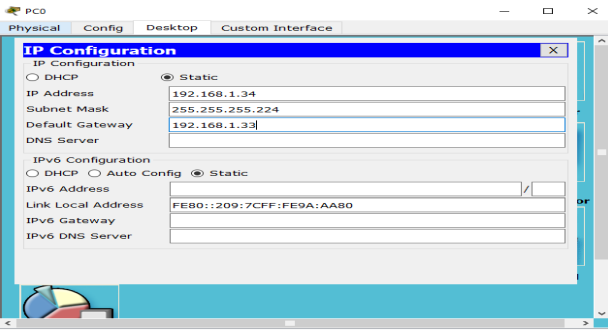 PC0
Physical Config Desktop Custom Interface
IP Configuration X
IP Configuration
DHCP Static
IP Address 192.168.1.34
Subnet Mask 255.255.255.224
Default Gateway 192.168.1.33
DNS Server
IPv6 Configuration
DHCP Auto Config Static
IPv6 Address /
Link Local Address FE80::209:7CFF:FE9A:AA80
IPv6 Gateway
IPv6 DNS Server
or